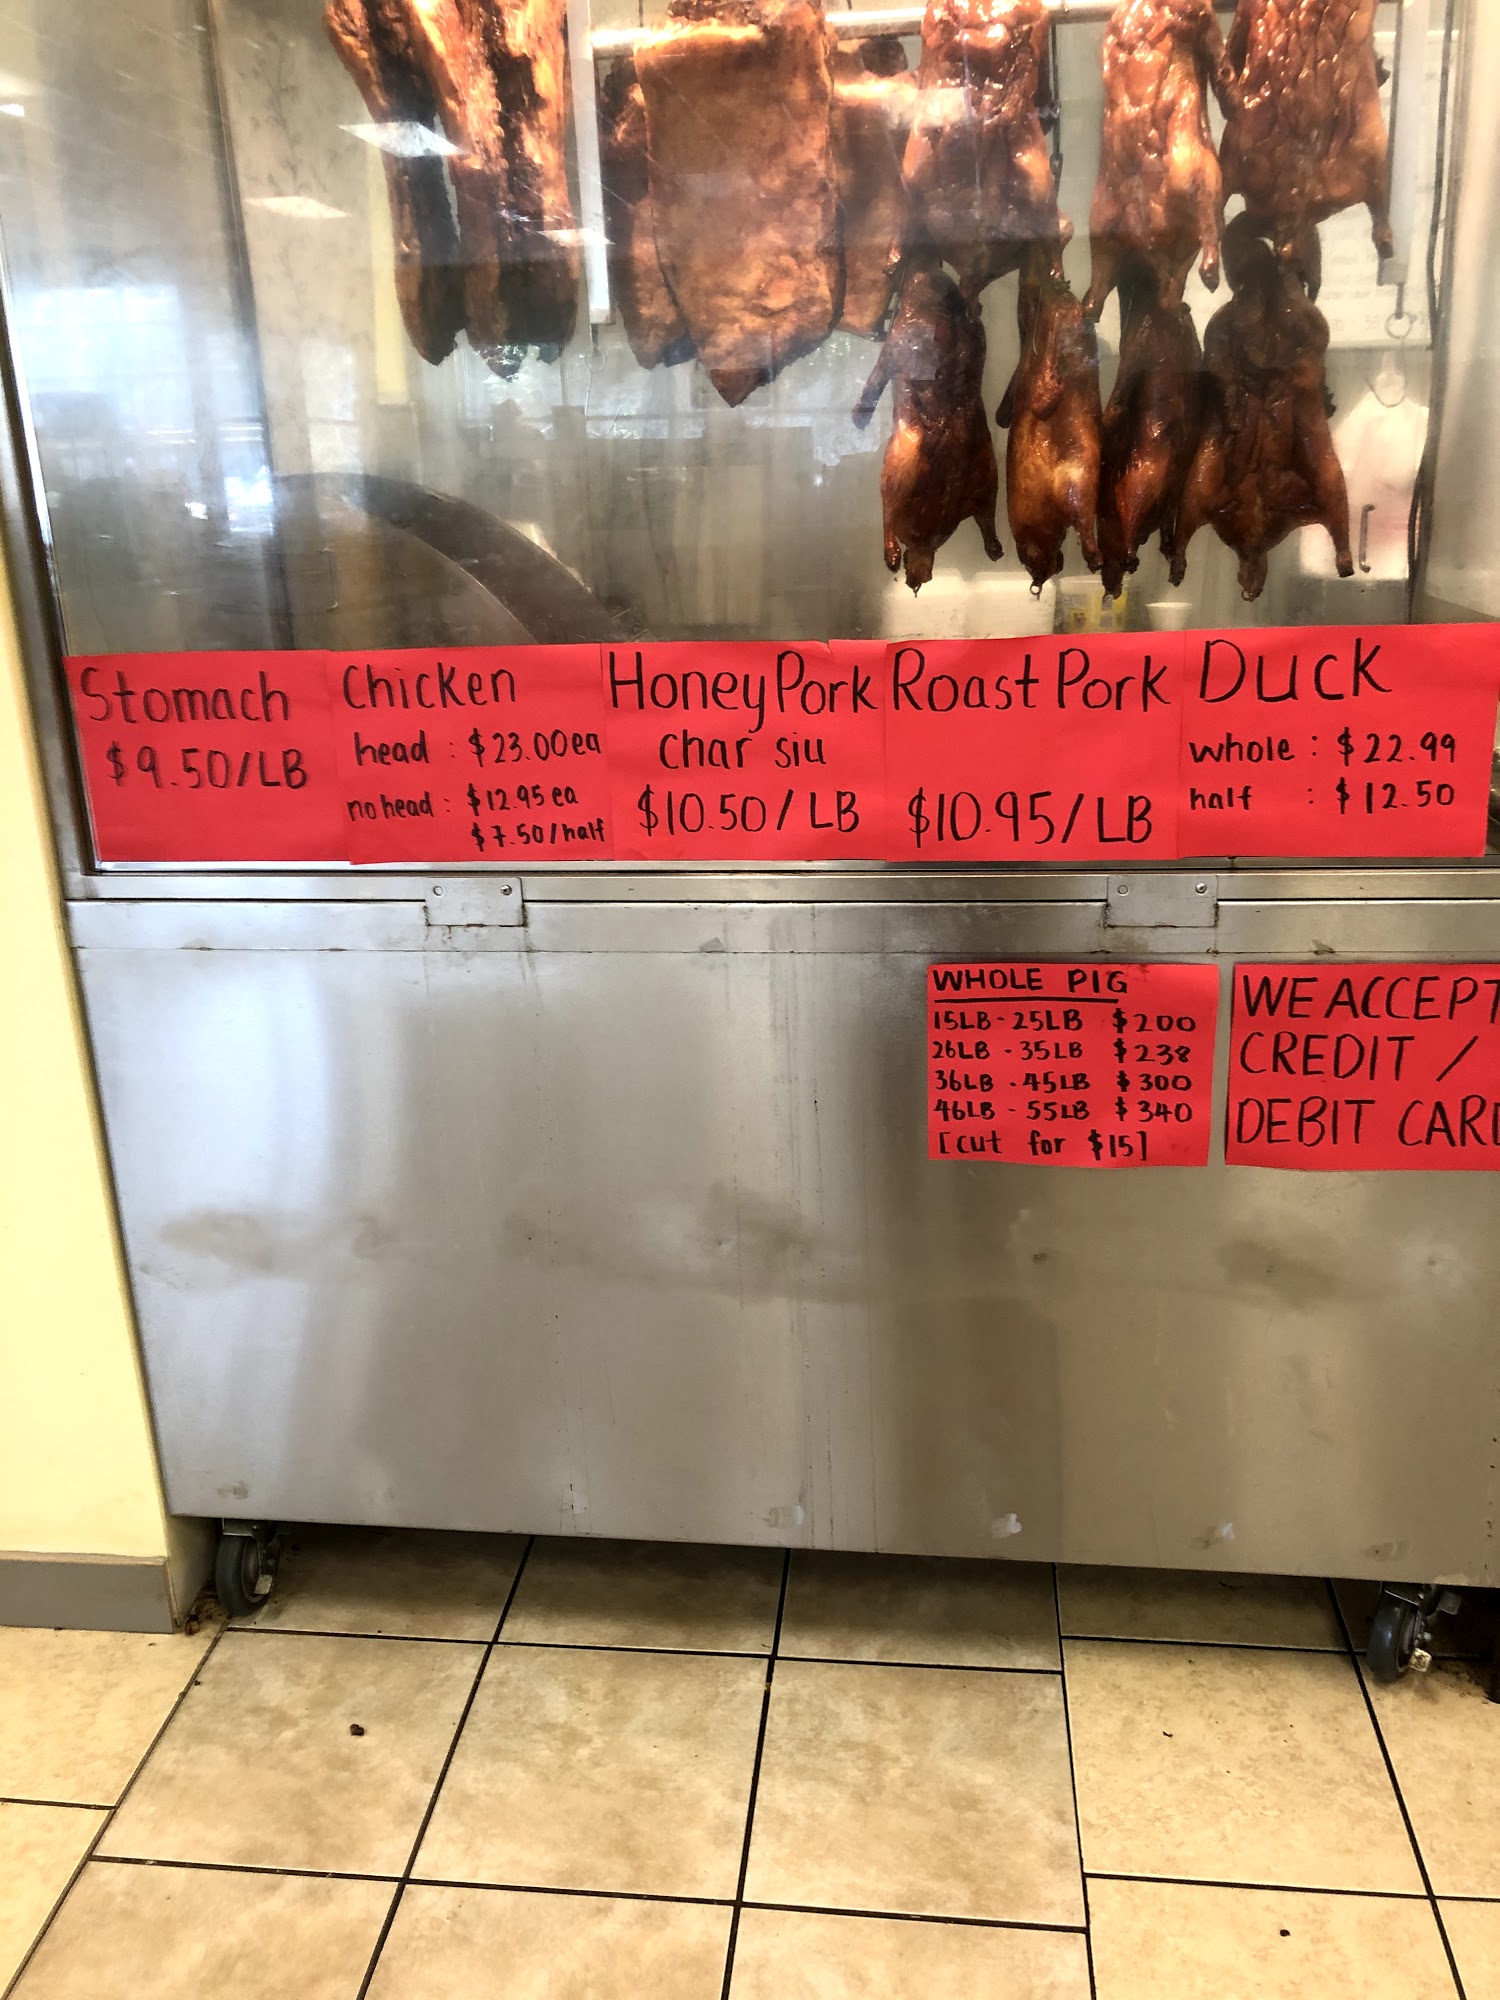 Stomach
$9.50/LB
Chicken
head : $23.00ea
no head : $12.95 ea
$7.50/half
Honey Pork
char siu
$10.50/LB
Roast Pork
$10.95/LB
Duck
whole : $22.99
half : $12.50
WHOLE PIG
15LB - 25LB $200
26LB - 35LB $238
36LB - 45LB $300
46LB - 55LB $340
[cut for $15]
WE ACCEPT
CREDIT /
DEBIT CARD